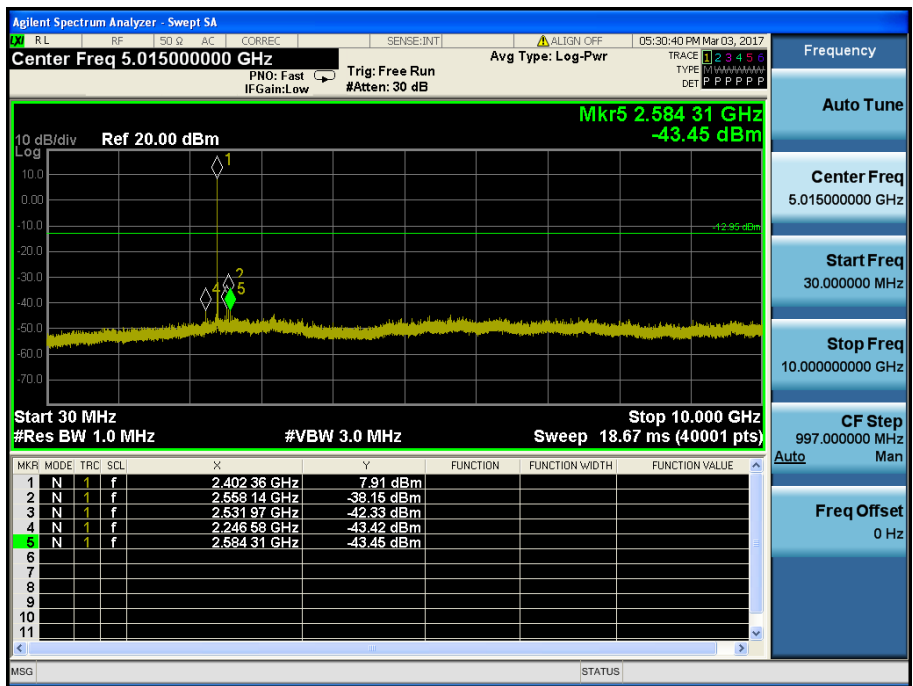 Agilent Spectrum Analyzer - Swept SA
LXI RL RF 50 Ω AC CORREC SENSE:INT ALIGN OFF 05:30:40 PM Mar 03, 2017
Center Freq 5.015000000 GHz
PNO: Fast
IFGain:Low
Trig: Free Run
#Atten: 30 dB
Avg Type: Log-Pwr
TRACE 1 2 3 4 5 6
TYPE MWWWWW
DET P P P P P P
Mkr5 2.584 31 GHz
-43.45 dBm
10 dB/div Ref 20.00 dBm
Log
10.0
0.00
-10.0
-20.0
-30.0
-40.0
-50.0
-60.0
-70.0
1
2
4
5
-12.95 dBm
Start 30 MHz Stop 10.000 GHz
#Res BW 1.0 MHz #VBW 3.0 MHz Sweep 18.67 ms (40001 pts)
MKR MODE TRC SCL X Y FUNCTION FUNCTION WIDTH FUNCTION VALUE
1 N 1 f 2.402 36 GHz 7.91 dBm
2 N 1 f 2.558 14 GHz -38.15 dBm
3 N 1 f 2.531 97 GHz -42.33 dBm
4 N 1 f 2.246 58 GHz -43.42 dBm
5 N 1 f 2.584 31 GHz -43.45 dBm
6
7
8
9
10
11
MSG STATUS
Frequency
Auto Tune
Center Freq
5.015000000 GHz
Start Freq
30.000000 MHz
Stop Freq
10.000000000 GHz
CF Step
997.000000 MHz
Auto Man
Freq Offset
0 Hz